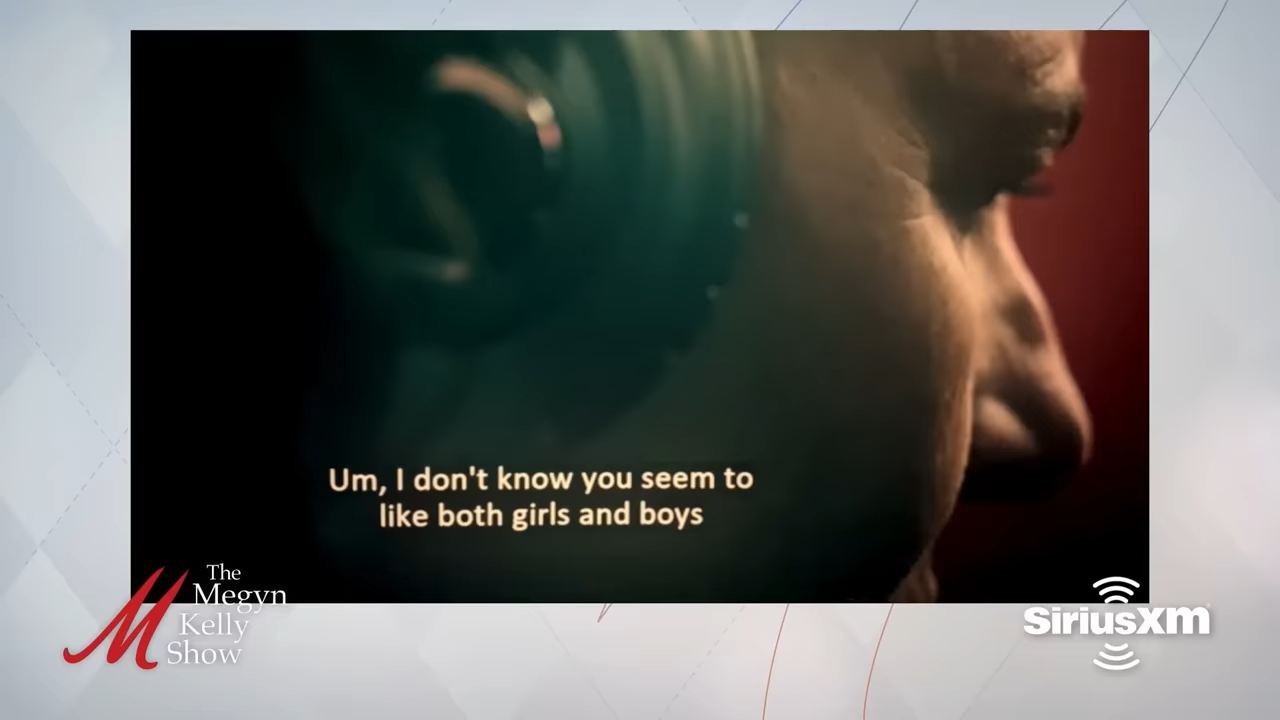 Um, I don't know you seem to
like both girls and boys
The
Megyn
Kelly
Show
SiriusXM